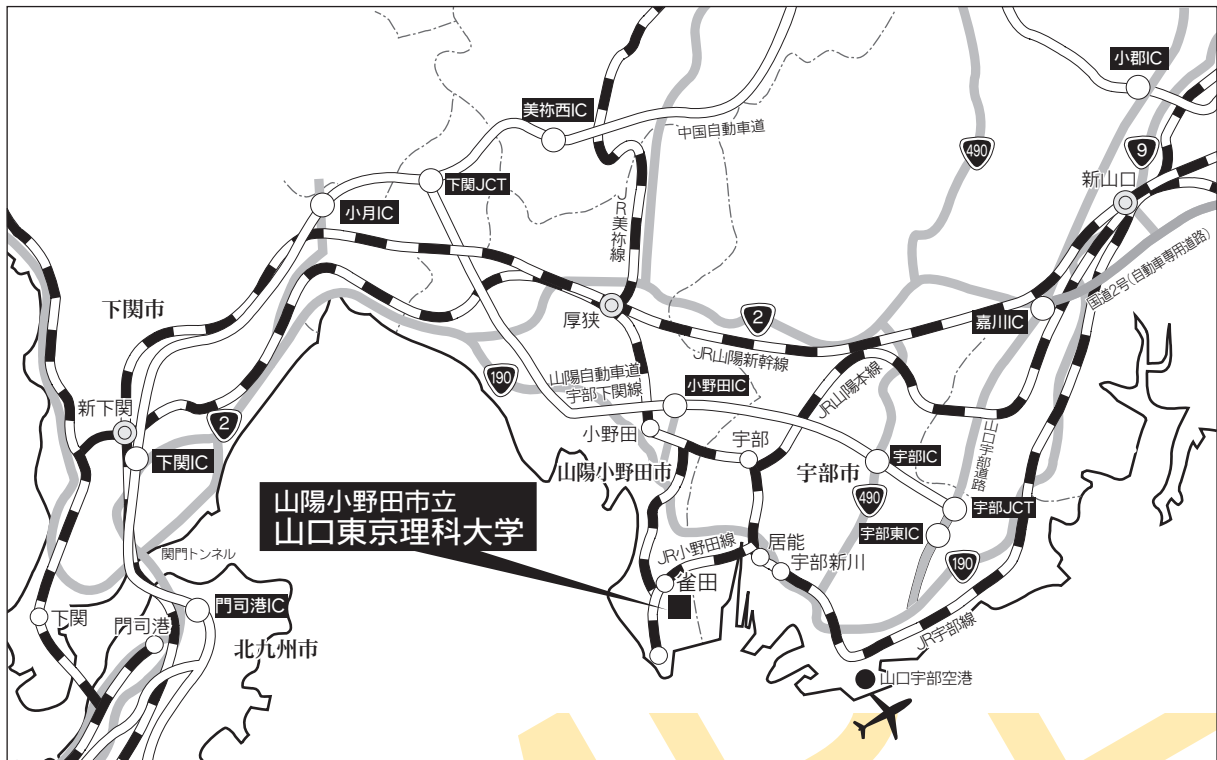 小郡IC
美祢西IC
中国自動車道
490
9
下関JCT
新山口
小月IC
JR美祢線
国道2号(自動車専用道路)
下関市
厚狭
2
嘉川IC
JR山陽新幹線
190
山陽自動車道
宇部下関線
小野田IC
JR山陽本線
新下関
2
小野田
宇部
山口宇部道路
下関IC
山陽小野田市
宇部市
宇部IC
490
宇部JCT
山陽小野田市立
山口東京理科大学
宇部東IC
関門トンネル
JR小野田線
居能
宇部新川
190
雀田
下関
門司港IC
門司港
北九州市
JR宇部線
山口宇部空港